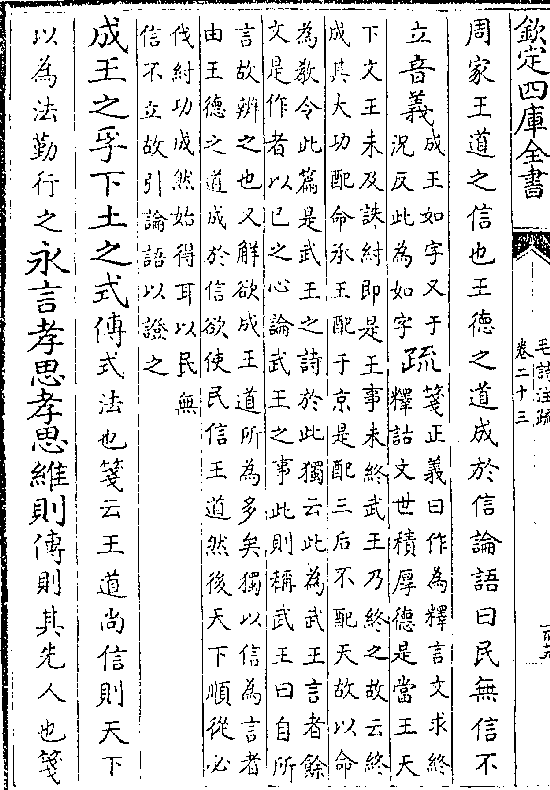 欽定四庫全書
毛詩注疏
卷二十三
周家王道之信也王德之道成於信論語曰民無信不
立音義成王如字又于
况反此為如字
疏箋正義曰作為釋言文求終
釋詁文世積厚德是當王天
下文王未及誅紂即是王事未終武王乃終之故云終
成其大功配命承王配于京是配三后不配天故以命
為教令此篇是武王之詩於此獨云此為武王言者餘
文是作者以已之心論武王之事此則稱武王曰自所
言故辨之也又解欲成王道所為多矣獨以信為言者
由王德之道成於信欲使民信王道然後天下順從必
伐紂功成然始得耳以民無
信不立故引論語以證之
成王之孚下土之式傳式法也箋云王道尚信則天下
以為法勤行之永言孝思孝思維則傳則其先人也箋